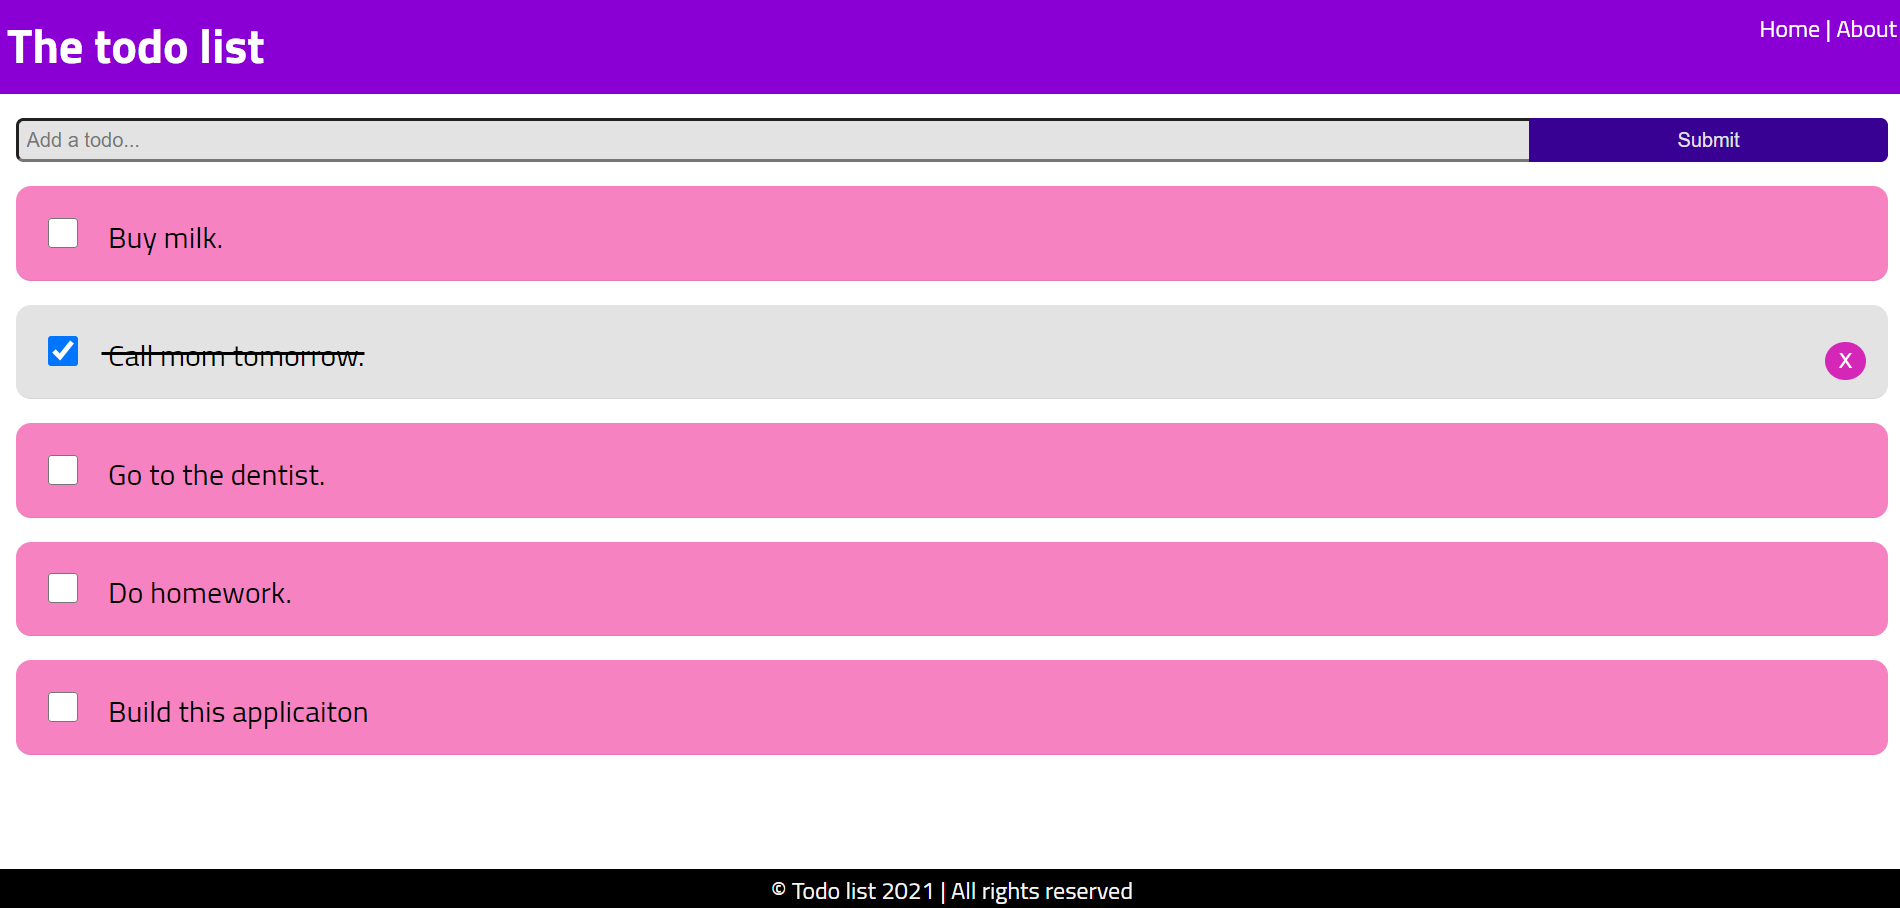 The todo list
Home | About
Add a todo...
Submit
Buy milk.
Call mom tomorrow.
X
Go to the dentist.
Do homework.
Build this applicaiton
© Todo list 2021 | All rights reserved